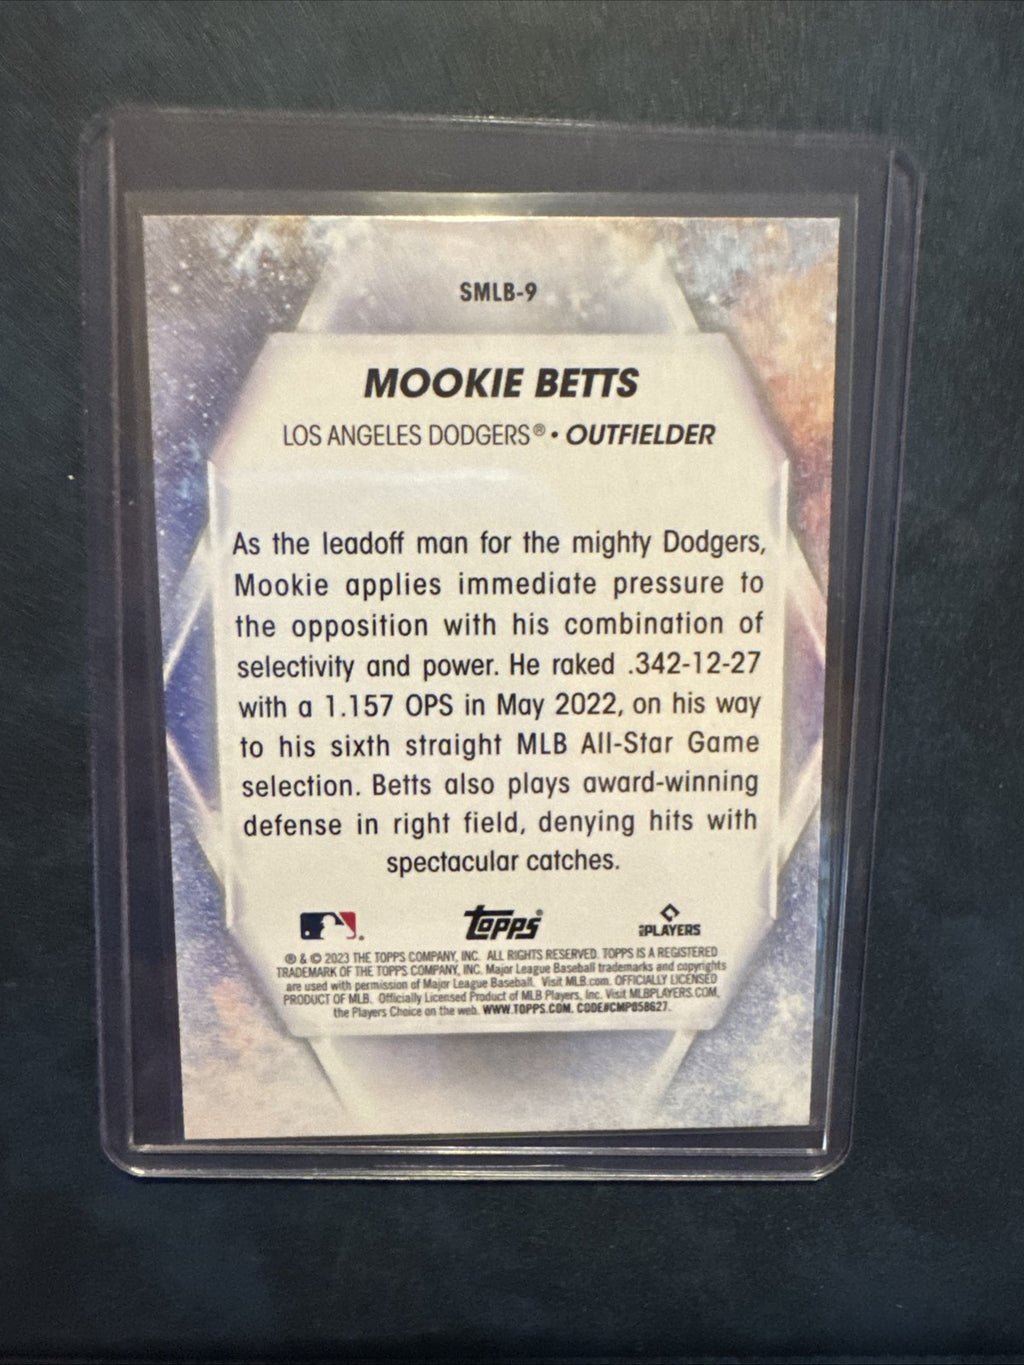 SMLB-9
MOOKIE BETTS
LOS ANGELES DODGERS® • OUTFIELDER
As the leadoff man for the mighty Dodgers,
Mookie applies immediate pressure to
the opposition with his combination of
selectivity and power. He raked .342-12-27
with a 1.157 OPS in May 2022, on his way
to his sixth straight MLB All-Star Game
selection. Betts also plays award-winning
defense in right field, denying hits with
spectacular catches.
Topps® PLAYERS
® & © 2023 THE TOPPS COMPANY, INC. ALL RIGHTS RESERVED. TOPPS IS A REGISTERED
TRADEMARK OF THE TOPPS COMPANY, INC. Major League Baseball trademarks and copyrights
are used with permission of Major League Baseball. Visit MLB.com. OFFICIALLY LICENSED
PRODUCT OF MLB. Officially Licensed Product of MLB Players, Inc. Visit MLBPLAYERS.COM,
the Players Choice on the web. WWW.TOPPS.COM. CODE#CMP058627.